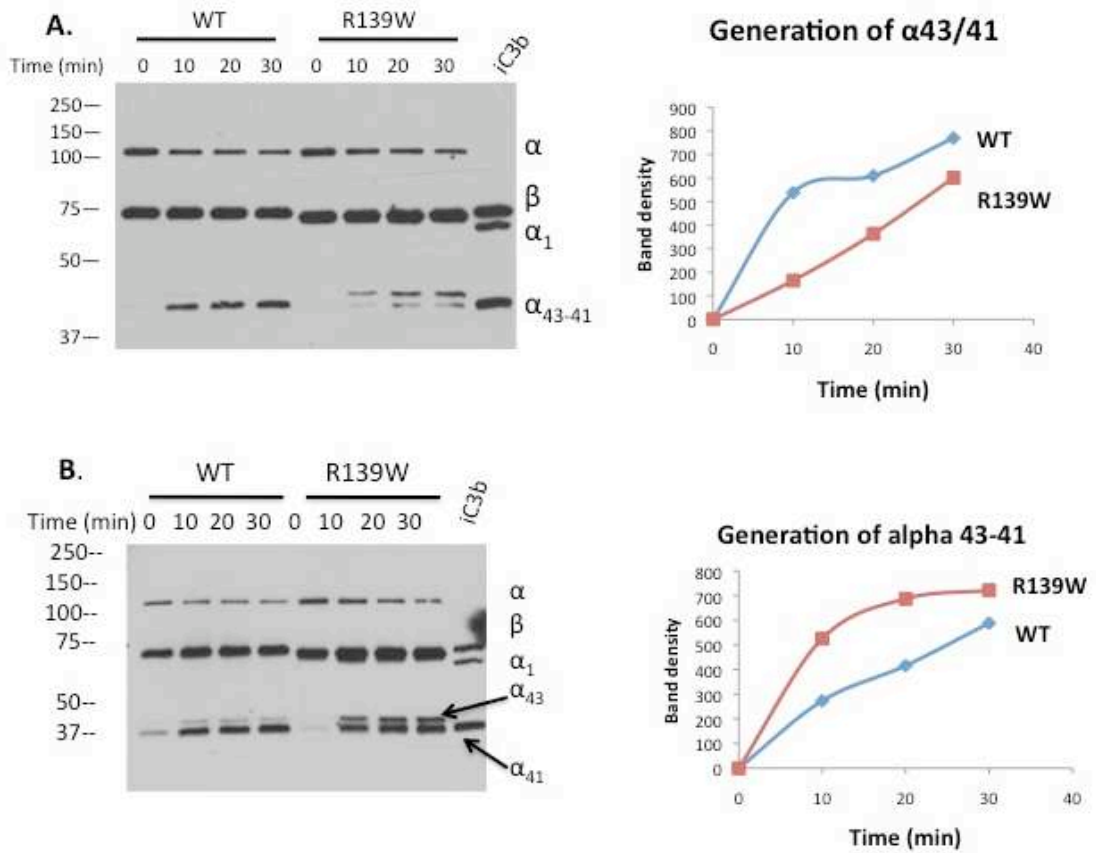 A.
WT R139W
Time (min) 0 10 20 30 0 10 20 30 iC3b
250—
150—
100—
75—
50—
37—
α
β
α1
α43-41
Generation of α43/41
900
800
700
600
500
400
300
200
100
0
Band density
WT
R139W
0 10 20 30 40
Time (min)
B.
WT R139W
Time (min) 0 10 20 30 0 10 20 30 iC3b
250--
150--
100--
75--
50--
37--
α
β
α1
α43
α41
Generation of alpha 43-41
800
700
600
500
400
300
200
100
0
Band density
R139W
WT
0 10 20 30 40
Time (min)